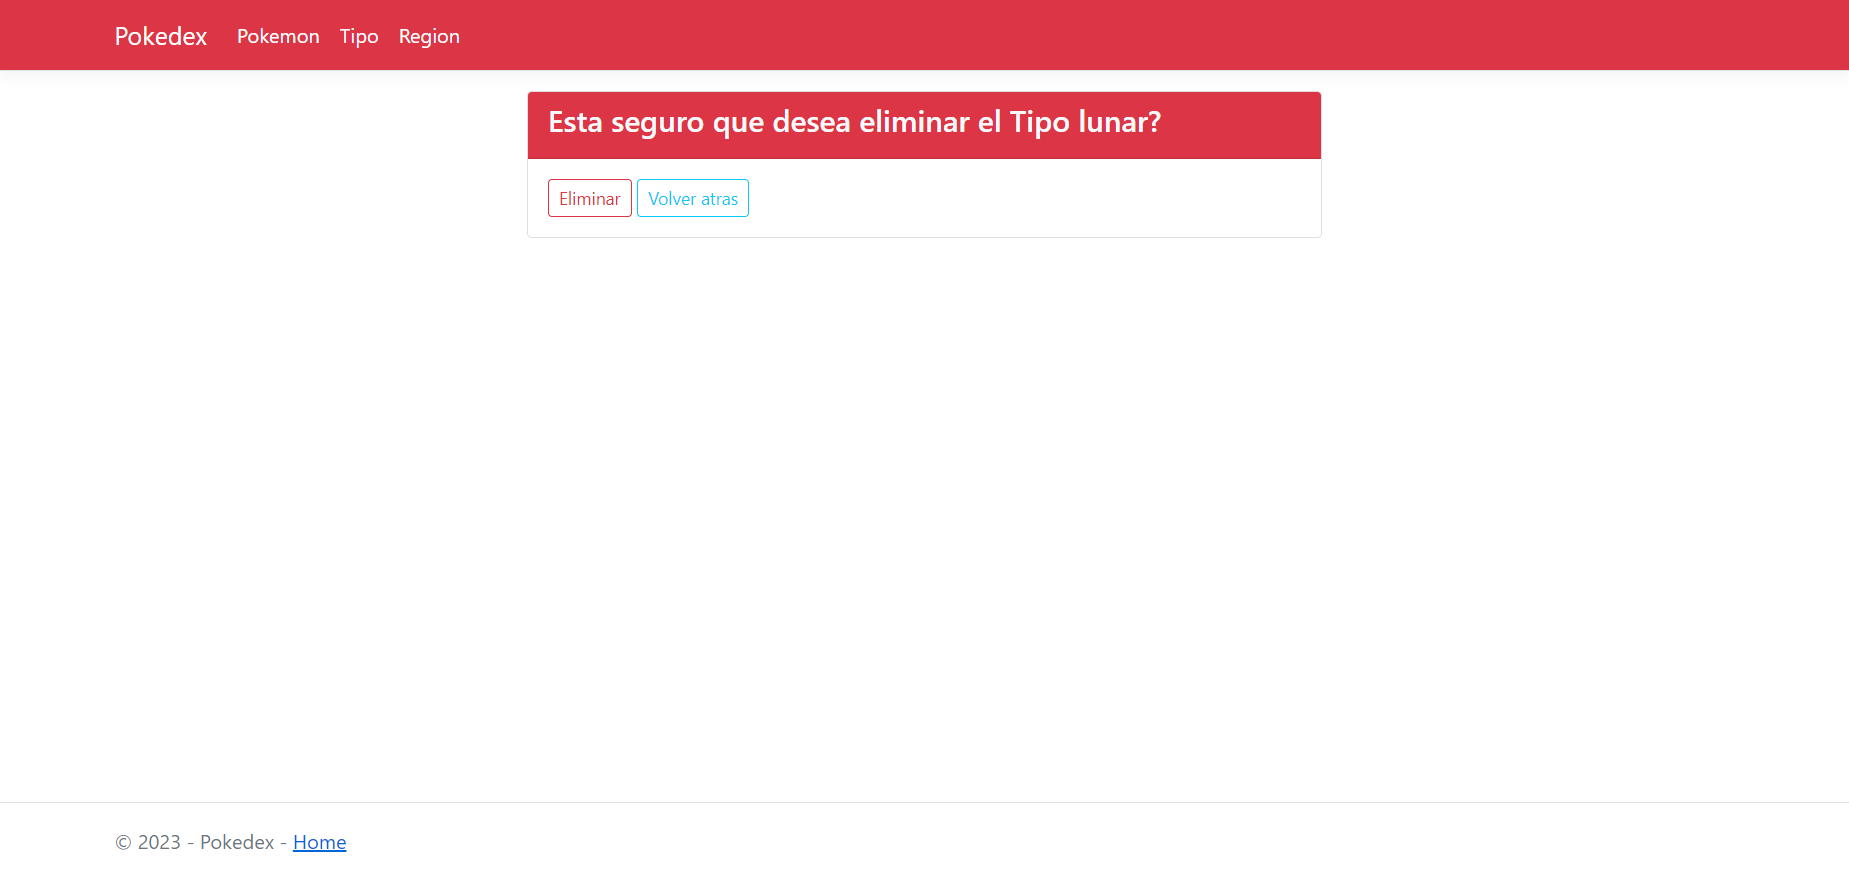 Pokedex Pokemon Tipo Region
Esta seguro que desea eliminar el Tipo lunar?
Eliminar Volver atras
© 2023 - Pokedex - Home